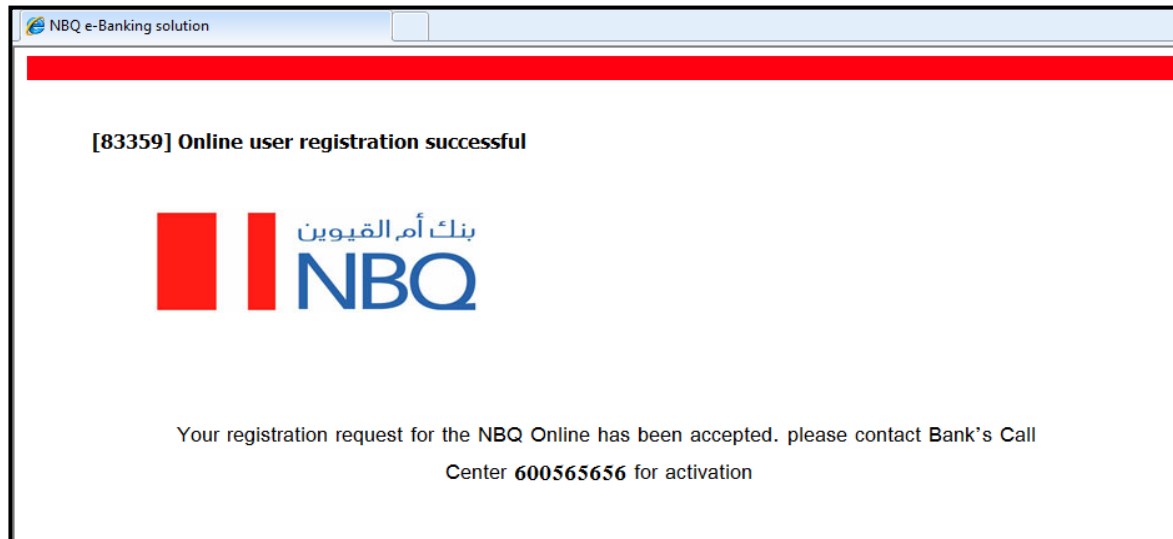 NBQ e-Banking solution
[83359] Online user registration successful
بنك أم القيوين
NBQ
Your registration request for the NBQ Online has been accepted. please contact Bank's Call
Center 600565656 for activation